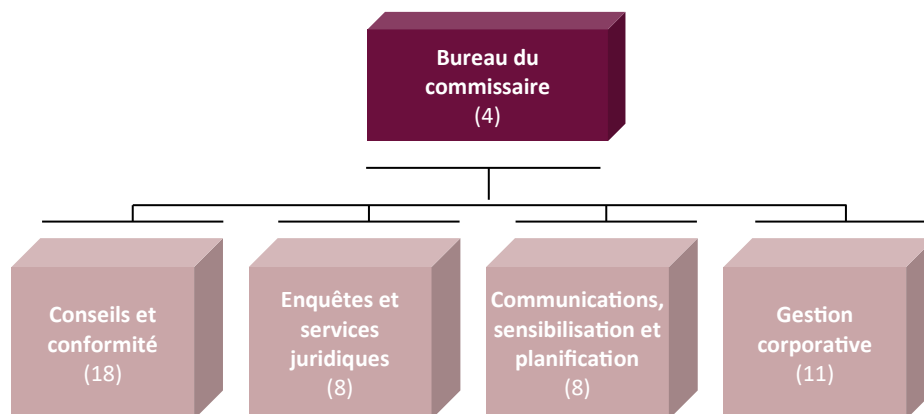 Bureau du
commissaire
(4)
Conseils et
conformité
(18)
Enquêtes et
services
juridiques
(8)
Communications,
sensibilisation et
planification
(8)
Gestion
corporative
(11)